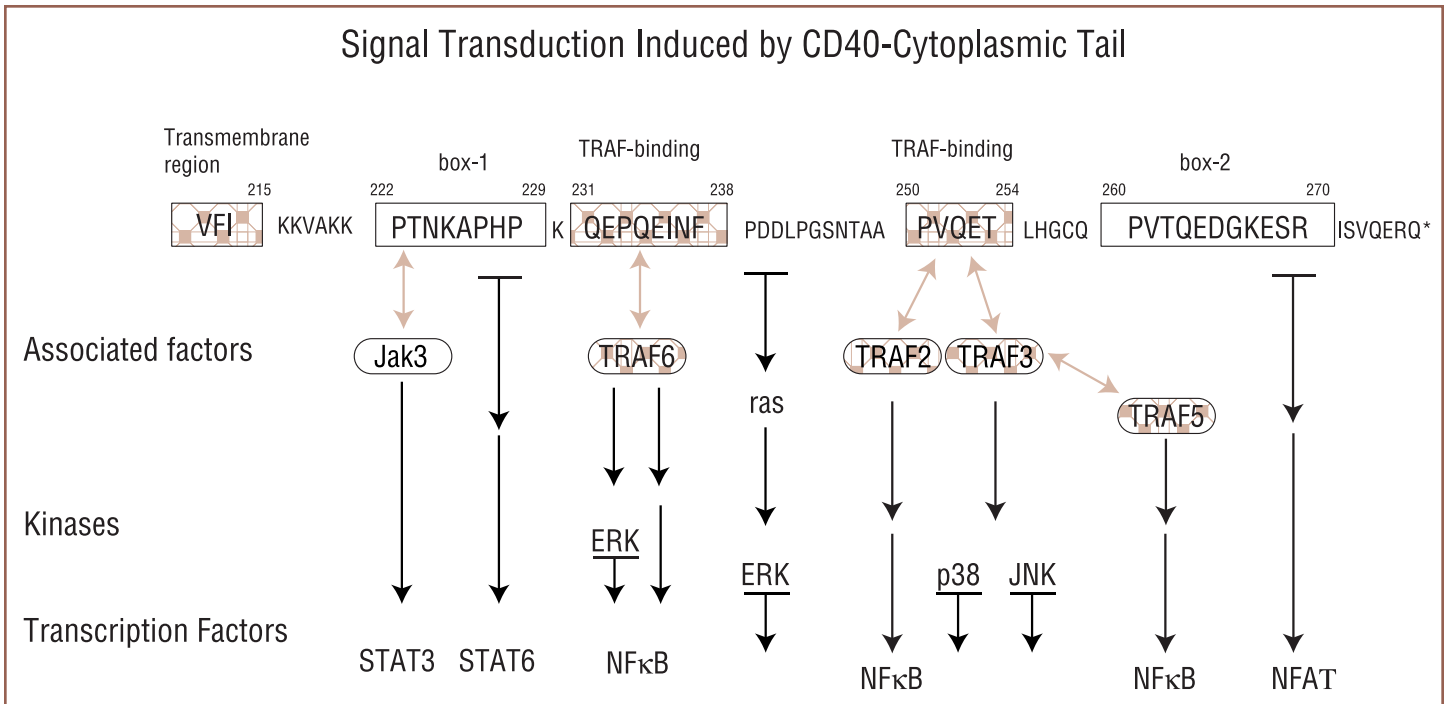 Signal Transduction Induced by CD40-Cytoplasmic Tail
Transmembrane
region
box-1
TRAF-binding
TRAF-binding
box-2
215
222
229
231
238
250
254
260
270
VFI
KKVAKK
PTNKAPHP
K
QEPQEINF
PDDLPGSNTAA
PVQET
LHGCQ
PVTQEDGKESR
ISVQERQ*
Associated factors
Jak3
TRAF6
ras
TRAF2
TRAF3
TRAF5
Kinases
ERK
ERK
p38
JNK
Transcription Factors
STAT3
STAT6
NFκB
NFκB
NFκB
NFAT